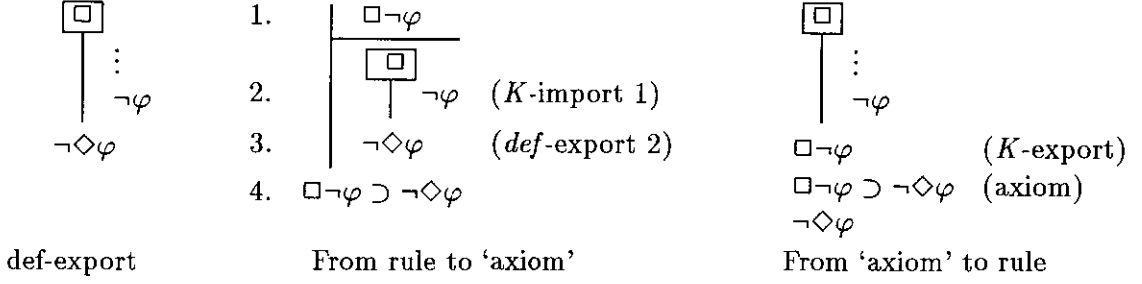 □
⋮
¬φ
¬◇φ
def-export
1. □¬φ
□
2. ¬φ (K-import 1)
3. ¬◇φ (def-export 2)
4. □¬φ ⊃ ¬◇φ
From rule to ‘axiom’
□
⋮
¬φ
□¬φ (K-export)
□¬φ ⊃ ¬◇φ (axiom)
¬◇φ
From ‘axiom’ to rule